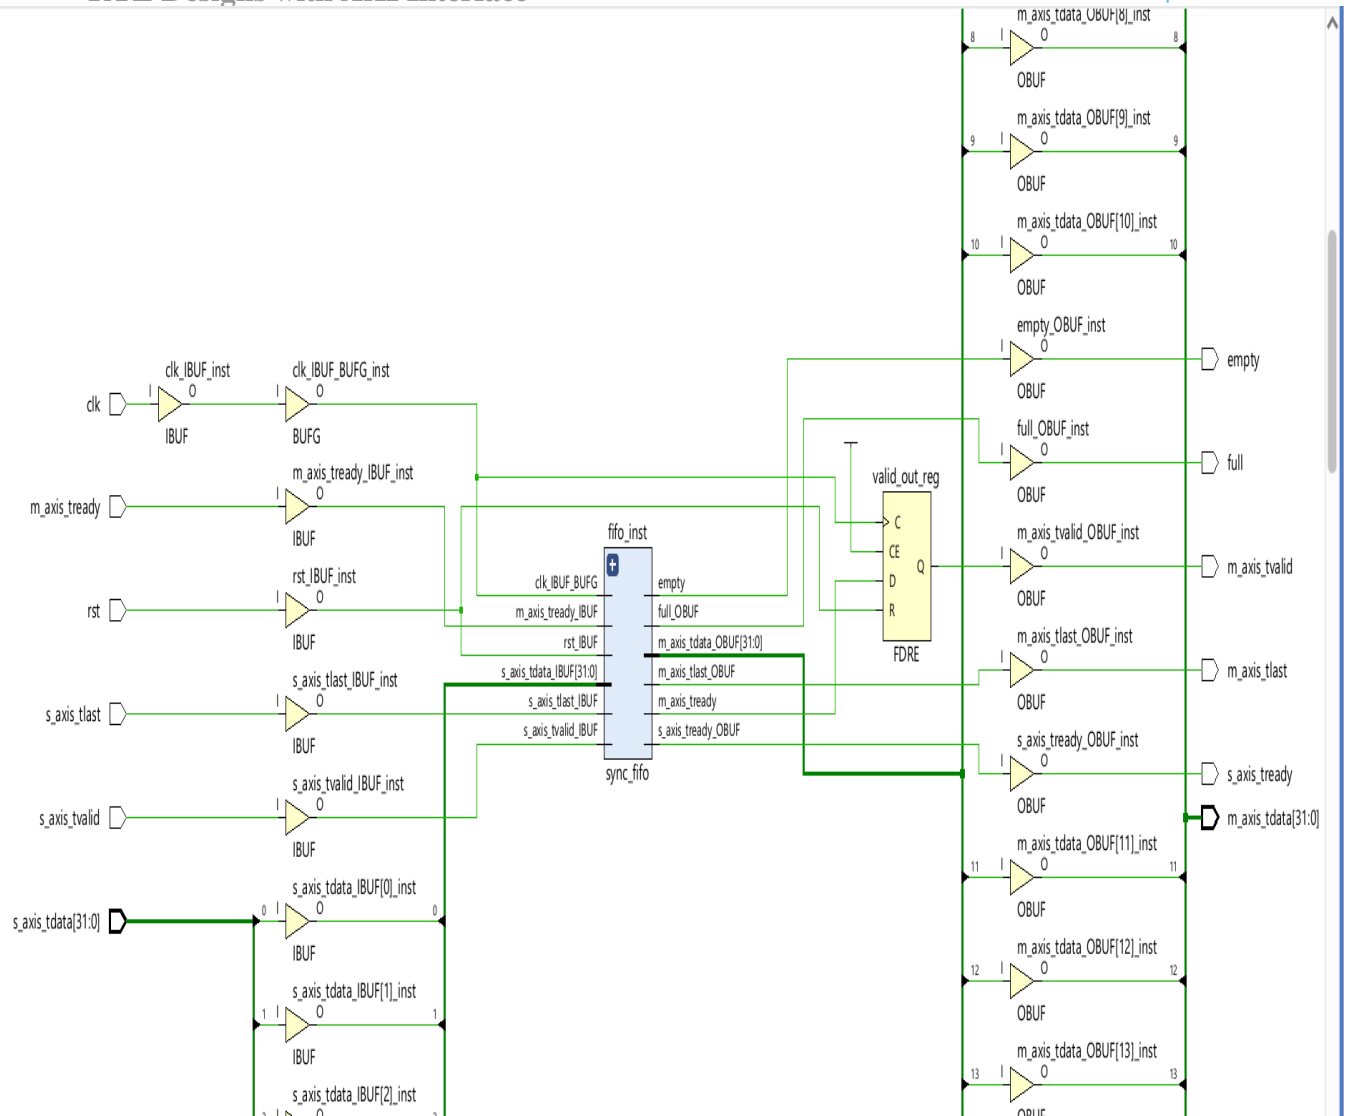 m_axis_tdata_OBUF[8]_inst
8 I O 8
OBUF
m_axis_tdata_OBUF[9]_inst
9 I O 9
OBUF
m_axis_tdata_OBUF[10]_inst
10 I O 10
OBUF
empty_OBUF_inst
I O
empty
OBUF
clk_IBUF_inst
clk_IBUF_BUFG_inst
clk
I O
I O
IBUF
BUFG
full_OBUF_inst
I O
full
OBUF
m_axis_tready_IBUF_inst
m_axis_tready
I O
IBUF
valid_out_reg
C
CE
D
R
Q
FDRE
m_axis_tvalid_OBUF_inst
I O
m_axis_tvalid
OBUF
rst_IBUF_inst
rst
I O
IBUF
fifo_inst
clk_IBUF_BUFG
m_axis_tready_IBUF
rst_IBUF
s_axis_tdata_IBUF[31:0]
s_axis_tlast_IBUF
s_axis_tvalid_IBUF
empty
full_OBUF
m_axis_tdata_OBUF[31:0]
m_axis_tlast_OBUF
m_axis_tready
s_axis_tready_OBUF
sync_fifo
m_axis_tlast_OBUF_inst
I O
m_axis_tlast
OBUF
s_axis_tlast_IBUF_inst
s_axis_tlast
I O
IBUF
s_axis_tready_OBUF_inst
I O
s_axis_tready
OBUF
s_axis_tvalid_IBUF_inst
s_axis_tvalid
I O
IBUF
m_axis_tdata[31:0]
m_axis_tdata_OBUF[11]_inst
11 I O 11
OBUF
s_axis_tdata_IBUF[0]_inst
s_axis_tdata[31:0]
0 I O 0
IBUF
m_axis_tdata_OBUF[12]_inst
12 I O 12
OBUF
s_axis_tdata_IBUF[1]_inst
1 I O 1
IBUF
m_axis_tdata_OBUF[13]_inst
13 I O 13
OBUF
s_axis_tdata_IBUF[2]_inst